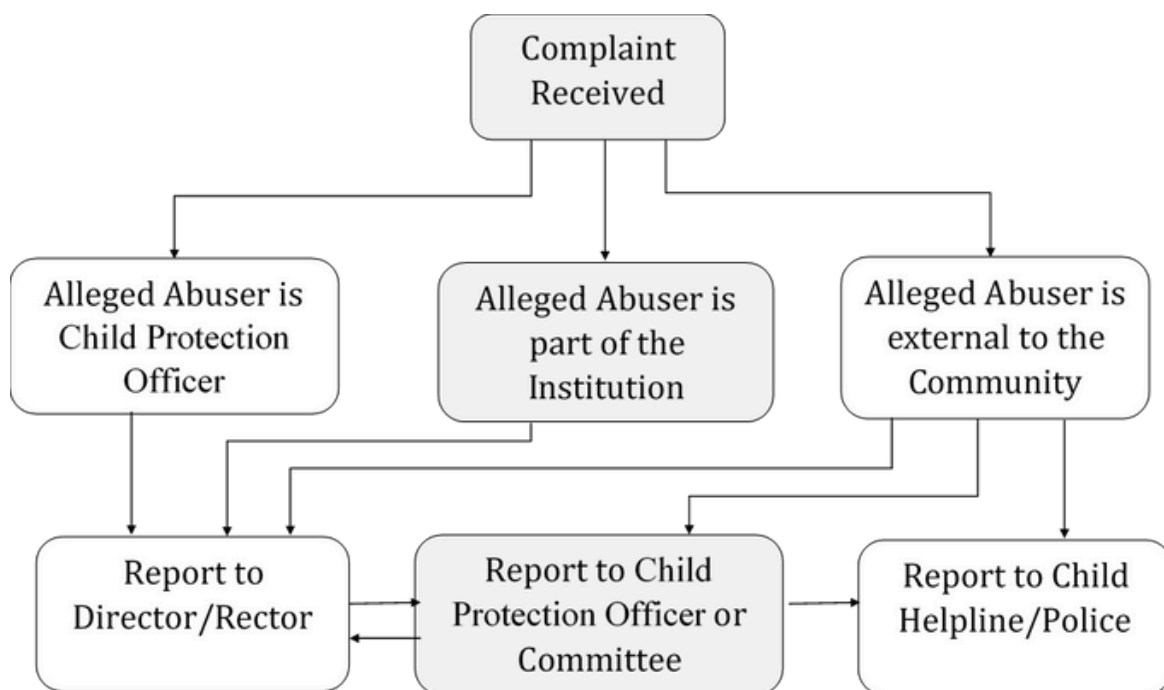 Complaint
Received
Alleged Abuser is
Child Protection
Officer
Alleged Abuser is
part of the
Institution
Alleged Abuser is
external to the
Community
Report to
Director/Rector
Report to Child
Protection Officer or
Committee
Report to Child
Helpline/Police